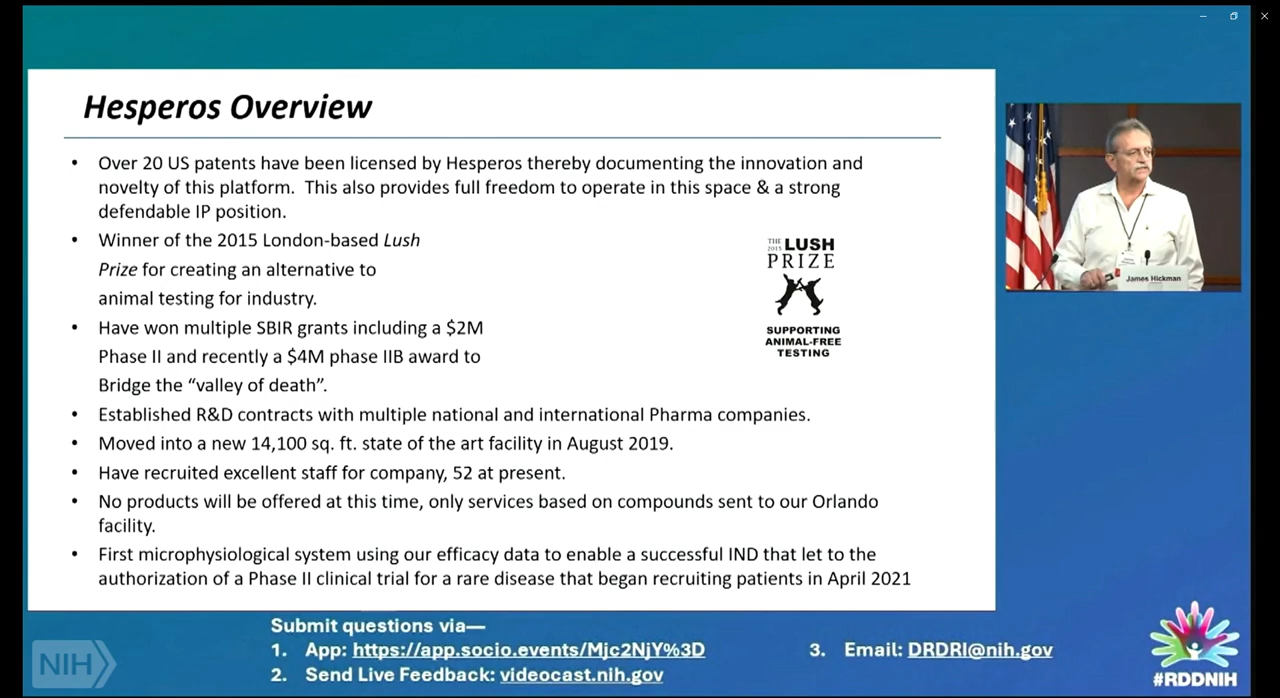 Hesperos Overview
• Over 20 US patents have been licensed by Hesperos thereby documenting the innovation and
novelty of this platform. This also provides full freedom to operate in this space & a strong
defendable IP position.
• Winner of the 2015 London-based Lush
Prize for creating an alternative to
animal testing for industry.
• Have won multiple SBIR grants including a $2M
Phase II and recently a $4M phase IIB award to
Bridge the “valley of death”.
• Established R&D contracts with multiple national and international Pharma companies.
• Moved into a new 14,100 sq. ft. state of the art facility in August 2019.
• Have recruited excellent staff for company, 52 at present.
• No products will be offered at this time, only services based on compounds sent to our Orlando
facility.
• First microphysiological system using our efficacy data to enable a successful IND that let to the
authorization of a Phase II clinical trial for a rare disease that began recruiting patients in April 2021
THE 2015 LUSH
PRIZE
SUPPORTING
ANIMAL-FREE
TESTING
James Hickman
Submit questions via—
1. App: https://app.socio.events/Mjc2NjY%3D
2. Send Live Feedback: videocast.nih.gov
3. Email: DRDRI@nih.gov
NIH
#RDDNIH